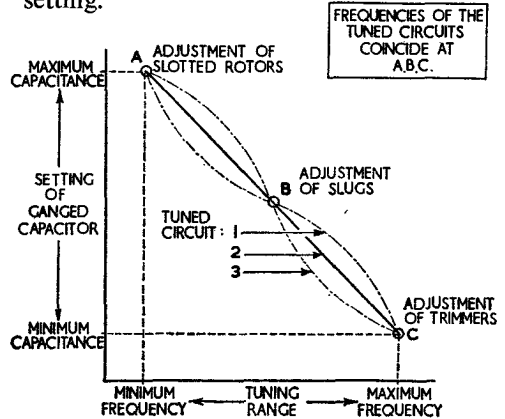 setting.
FREQUENCIES OF THE
TUNED CIRCUITS
COINCIDE AT
A.B.C.
A
ADJUSTMENT OF
SLOTTED ROTORS
MAXIMUM
CAPACITANCE
SETTING
OF
GANGED
CAPACITOR
B
ADJUSTMENT
OF SLUGS
TUNED
CIRCUIT: 1
2
3
ADJUSTMENT
OF TRIMMERS
C
MINIMUM
CAPACITANCE
MINIMUM
FREQUENCY
TUNING
RANGE
MAXIMUM
FREQUENCY